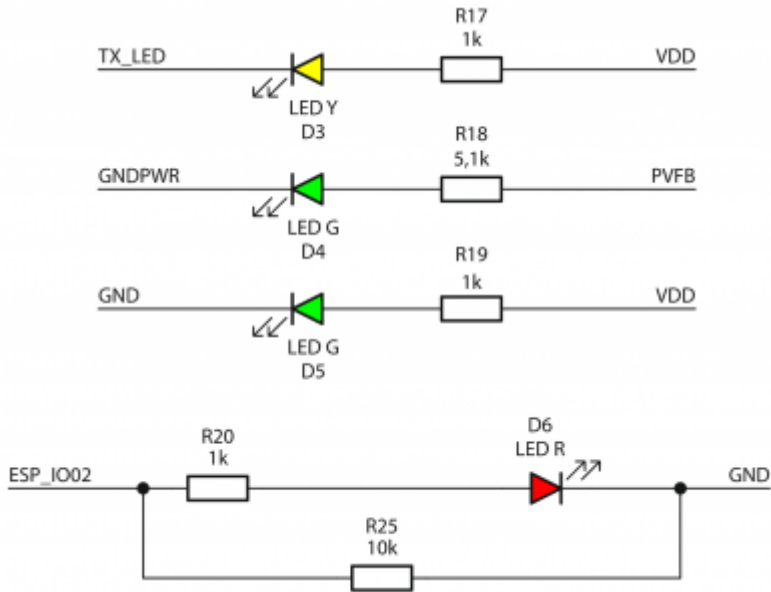 R17
1k
TX_LED
VDD
LED Y
D3
R18
5,1k
GNDPWR
PVFB
LED G
D4
R19
1k
GND
VDD
LED G
D5
D6
LED R
R20
1k
ESP_IO02
GND
R25
10k